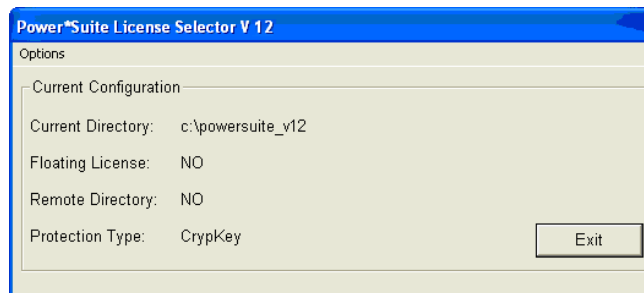 Power*Suite License Selector V 12
Options
Current Configuration
Current Directory: c:\powersuite_v12
Floating License: NO
Remote Directory: NO
Protection Type: CrypKey
Exit